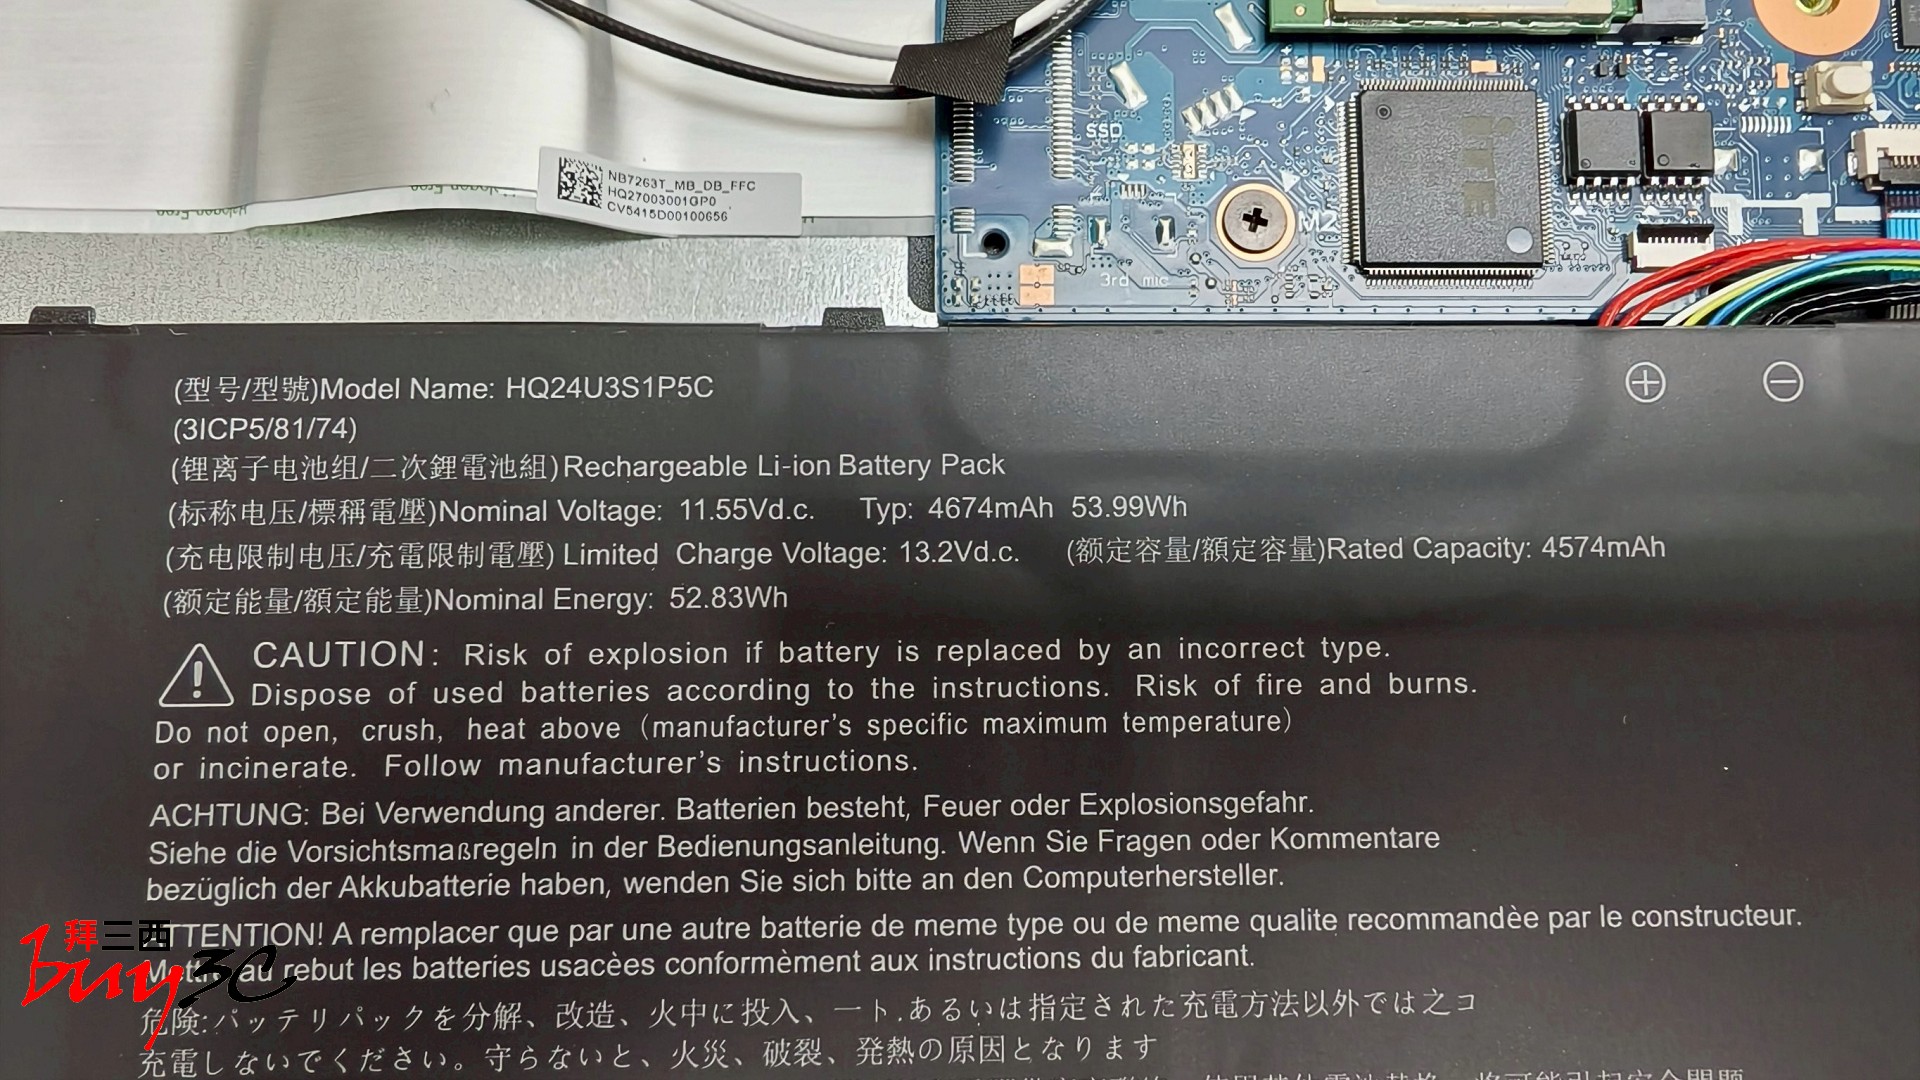 SSD
NB7263T_MB_DB_FFC
HQ27003001GP0
CV5415D00100656
iTE
M2
3rd mic
(型号/型號)Model Name: HQ24U3S1P5C
(3ICP5/81/74)
(锂离子电池组/二次鋰電池組)Rechargeable Li-ion Battery Pack
(标称电压/標稱電壓)Nominal Voltage: 11.55Vd.c. Typ: 4674mAh 53.99Wh
(充电限制电压/充電限制電壓) Limited Charge Voltage: 13.2Vd.c. (额定容量/額定容量)Rated Capacity: 4574mAh
(额定能量/額定能量)Nominal Energy: 52.83Wh
CAUTION: Risk of explosion if battery is replaced by an incorrect type.
Dispose of used batteries according to the instructions. Risk of fire and burns.
Do not open, crush, heat above (manufacturer's specific maximum temperature)
or incinerate. Follow manufacturer's instructions.
ACHTUNG: Bei Verwendung anderer. Batterien besteht, Feuer oder Explosionsgefahr.
Siehe die Vorsichtsmaßregeln in der Bedienungsanleitung. Wenn Sie Fragen oder Kommentare
bezüglich der Akkubatterie haben, wenden Sie sich bitte an den Computerhersteller.
TTENTION! A remplacer que par une autre batterie de meme type ou de meme qualite recommandèe par le constructeur.
au rebut les batteries usacèes conformèment aux instructions du fabricant.
危険:バッテリパックを分解、改造、火中に投入、ート.あるいは指定された充電方法以外では之コ
充電しないでください。守らないと、火災、破裂、発熱の原因となります
拜三西
buy3c